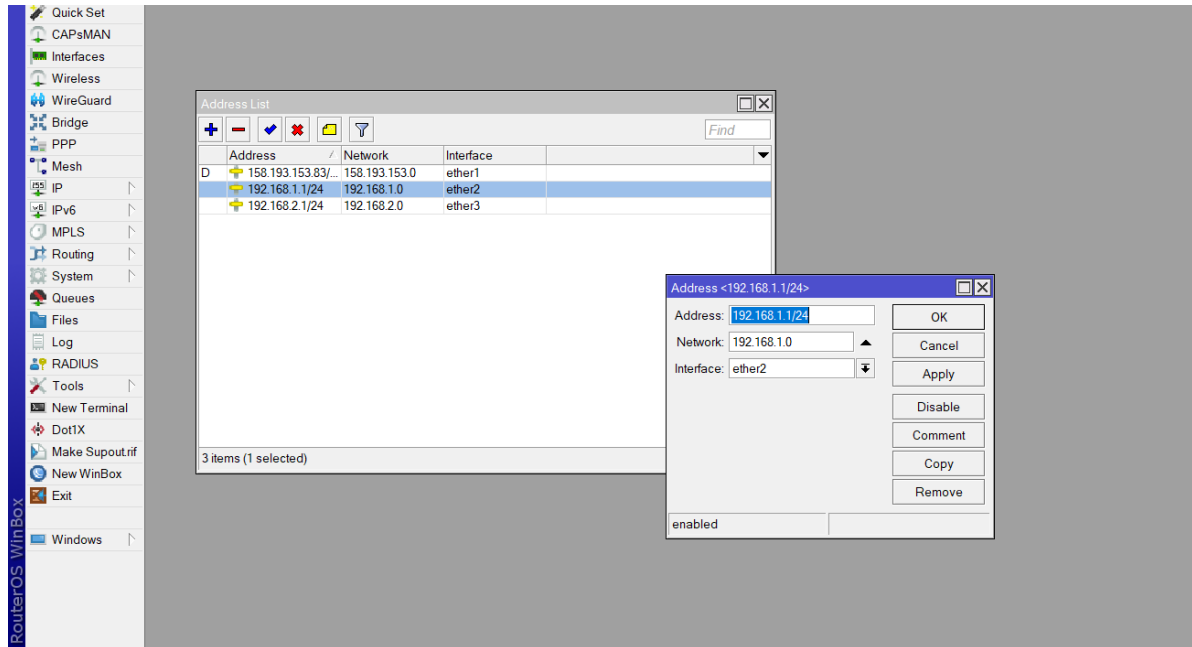 Quick Set
CAPsMAN
Interfaces
Wireless
WireGuard
Bridge
PPP
Mesh
IP
IPv6
MPLS
Routing
System
Queues
Files
Log
RADIUS
Tools
New Terminal
Dot1X
Make Supout.rif
New WinBox
Exit
Windows
RouterOS WinBox
Address List
Find
Address Network Interface
D 158.193.153.83/... 158.193.153.0 ether1
192.168.1.1/24 192.168.1.0 ether2
192.168.2.1/24 192.168.2.0 ether3
3 items (1 selected)
Address <192.168.1.1/24>
Address: 192.168.1.1/24
Network: 192.168.1.0
Interface: ether2
OK
Cancel
Apply
Disable
Comment
Copy
Remove
enabled